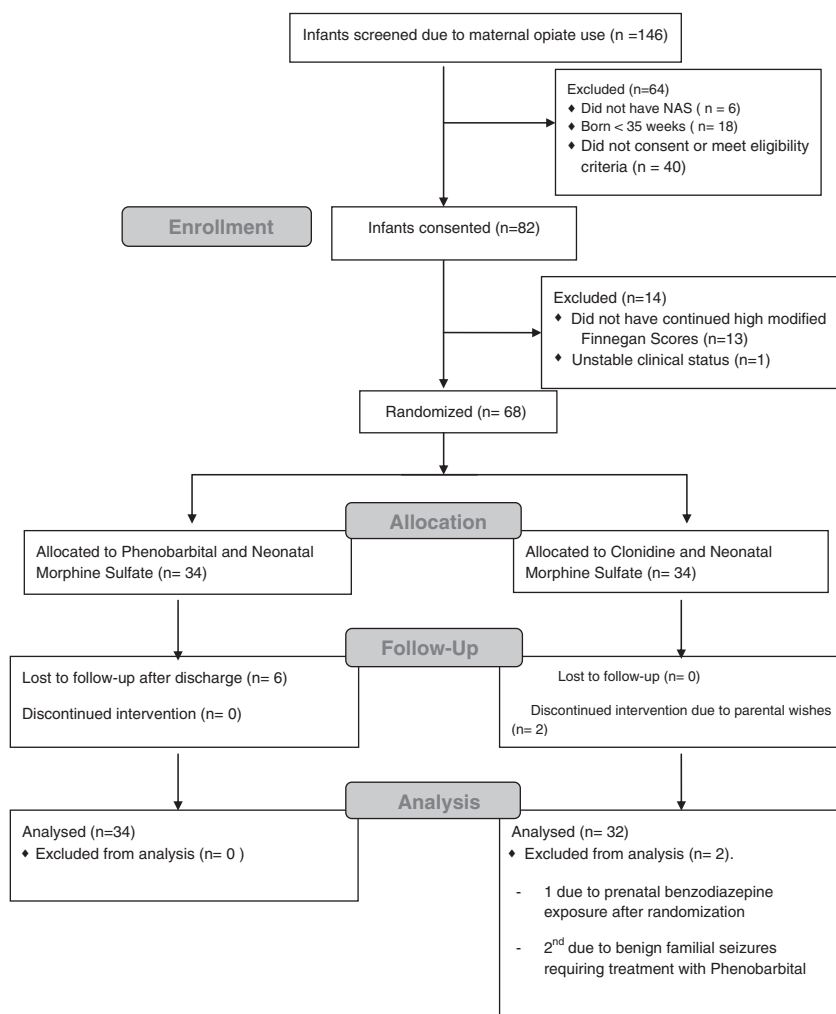 Infants screened due to maternal opiate use (n =146)
Excluded (n=64)
♦ Did not have NAS ( n = 6)
♦ Born < 35 weeks ( n= 18)
♦ Did not consent or meet eligibility
criteria (n = 40)
Enrollment
Infants consented (n=82)
Excluded (n=14)
♦ Did not have continued high modified
Finnegan Scores (n=13)
♦ Unstable clinical status (n=1)
Randomized (n= 68)
Allocation
Allocated to Phenobarbital and Neonatal
Morphine Sulfate (n= 34)
Allocated to Clonidine and Neonatal
Morphine Sulfate (n= 34)
Follow-Up
Lost to follow-up after discharge (n= 6)
Discontinued intervention (n= 0)
Lost to follow-up (n= 0)
Discontinued intervention due to parental wishes
(n= 2)
Analysis
Analysed (n=34)
♦ Excluded from analysis (n= 0 )
Analysed (n= 32)
♦ Excluded from analysis (n= 2).
- 1 due to prenatal benzodiazepine
exposure after randomization
- 2nd due to benign familial seizures
requiring treatment with Phenobarbital